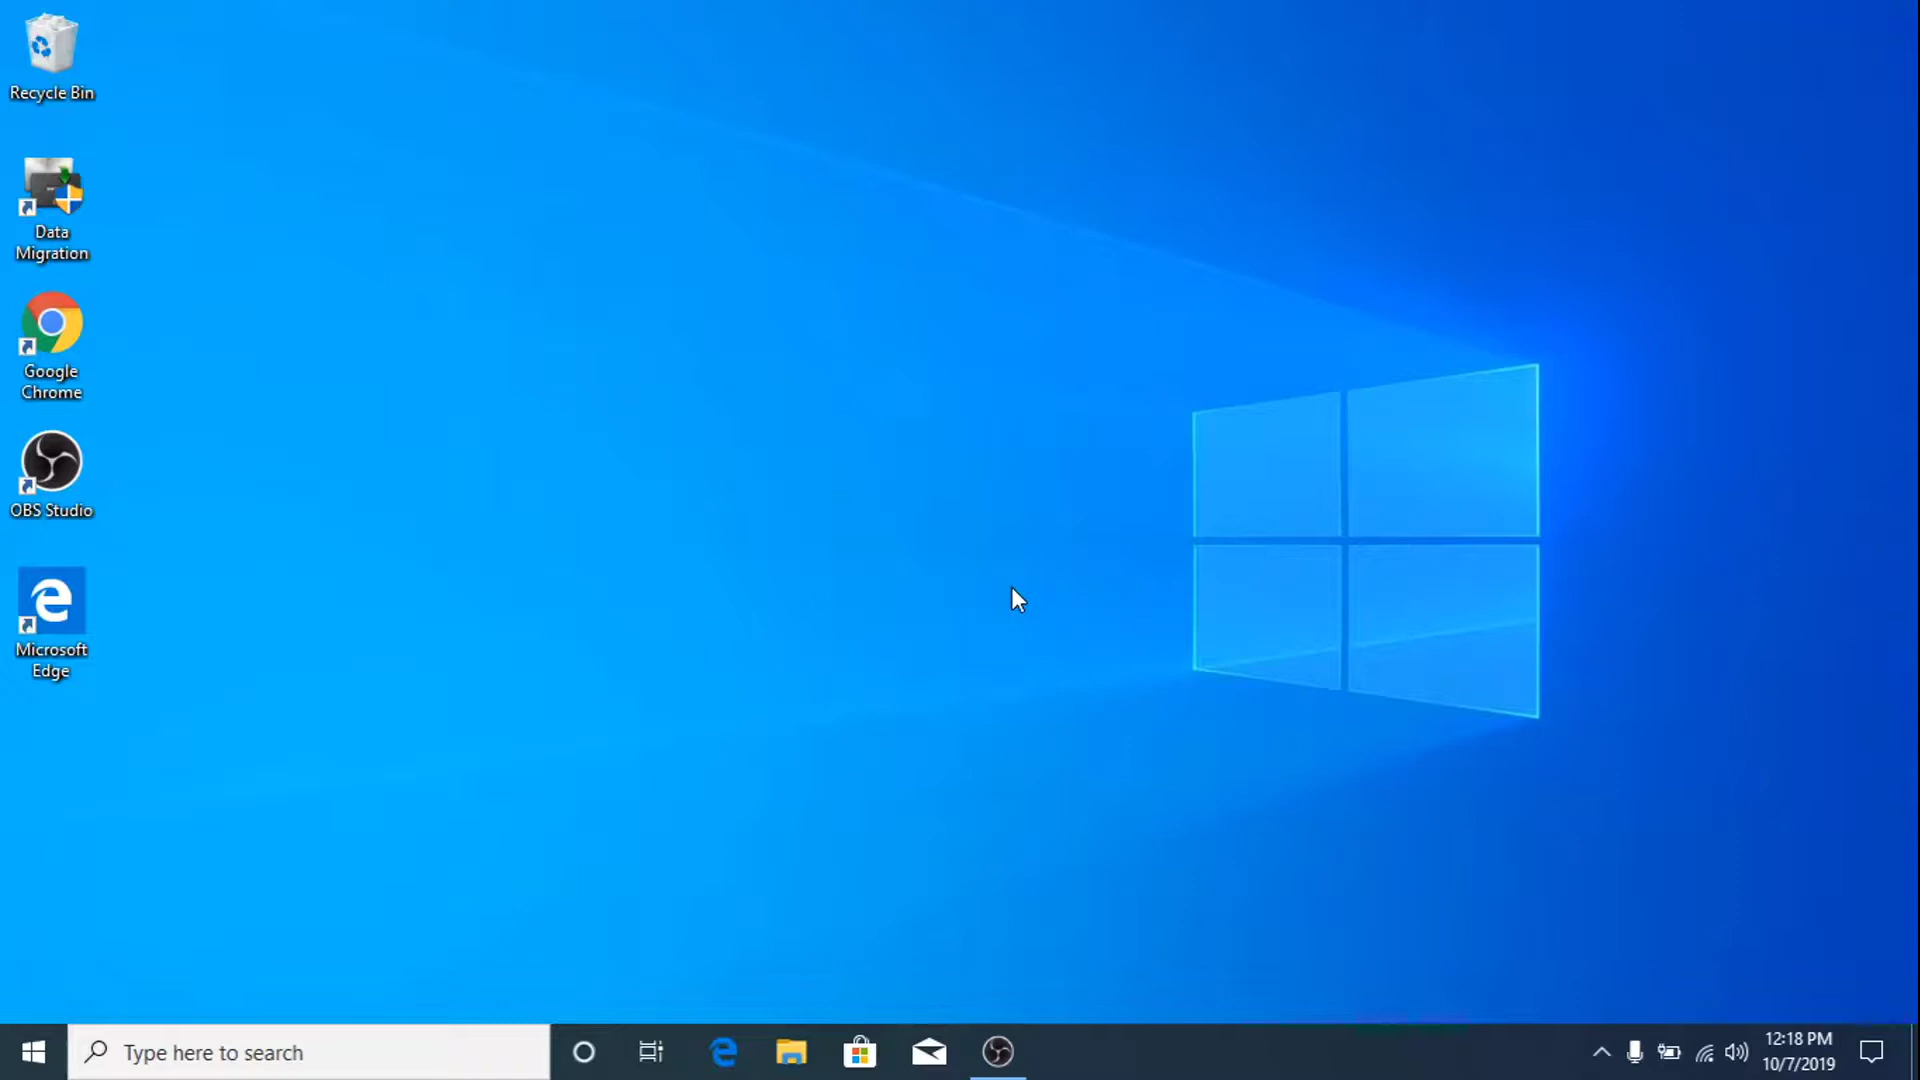 Recycle Bin
Data
Migration
Google
Chrome
OBS Studio
Microsoft
Edge
Type here to search
12:18 PM
10/7/2019